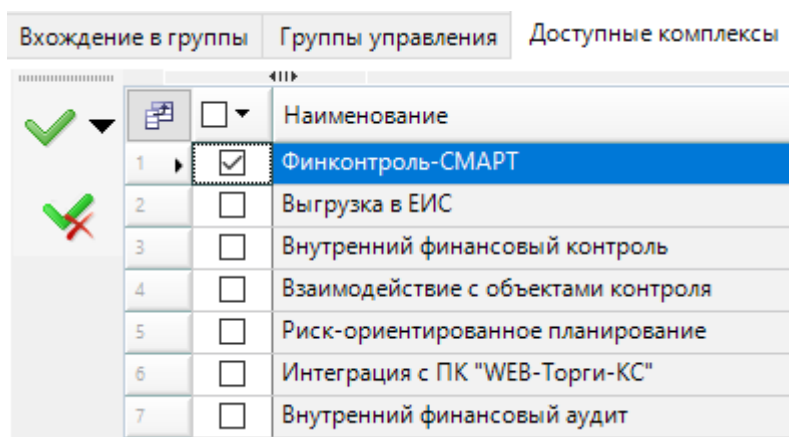 Вхождение в группы Группы управления Доступные комплексы
Наименование
1 Финконтроль-СМАРТ
2 Выгрузка в ЕИС
3 Внутренний финансовый контроль
4 Взаимодействие с объектами контроля
5 Риск-ориентированное планирование
6 Интеграция с ПК "WEB-Торги-КС"
7 Внутренний финансовый аудит